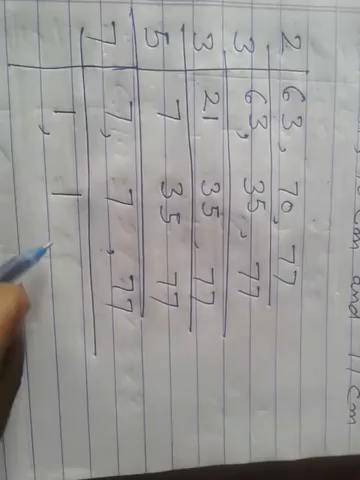 cm and 77 cm
2 63, 70, 77
3 63, 35, 77
3 21 35, 77
5 7 35 77
7 7, 7, 77
1, 1